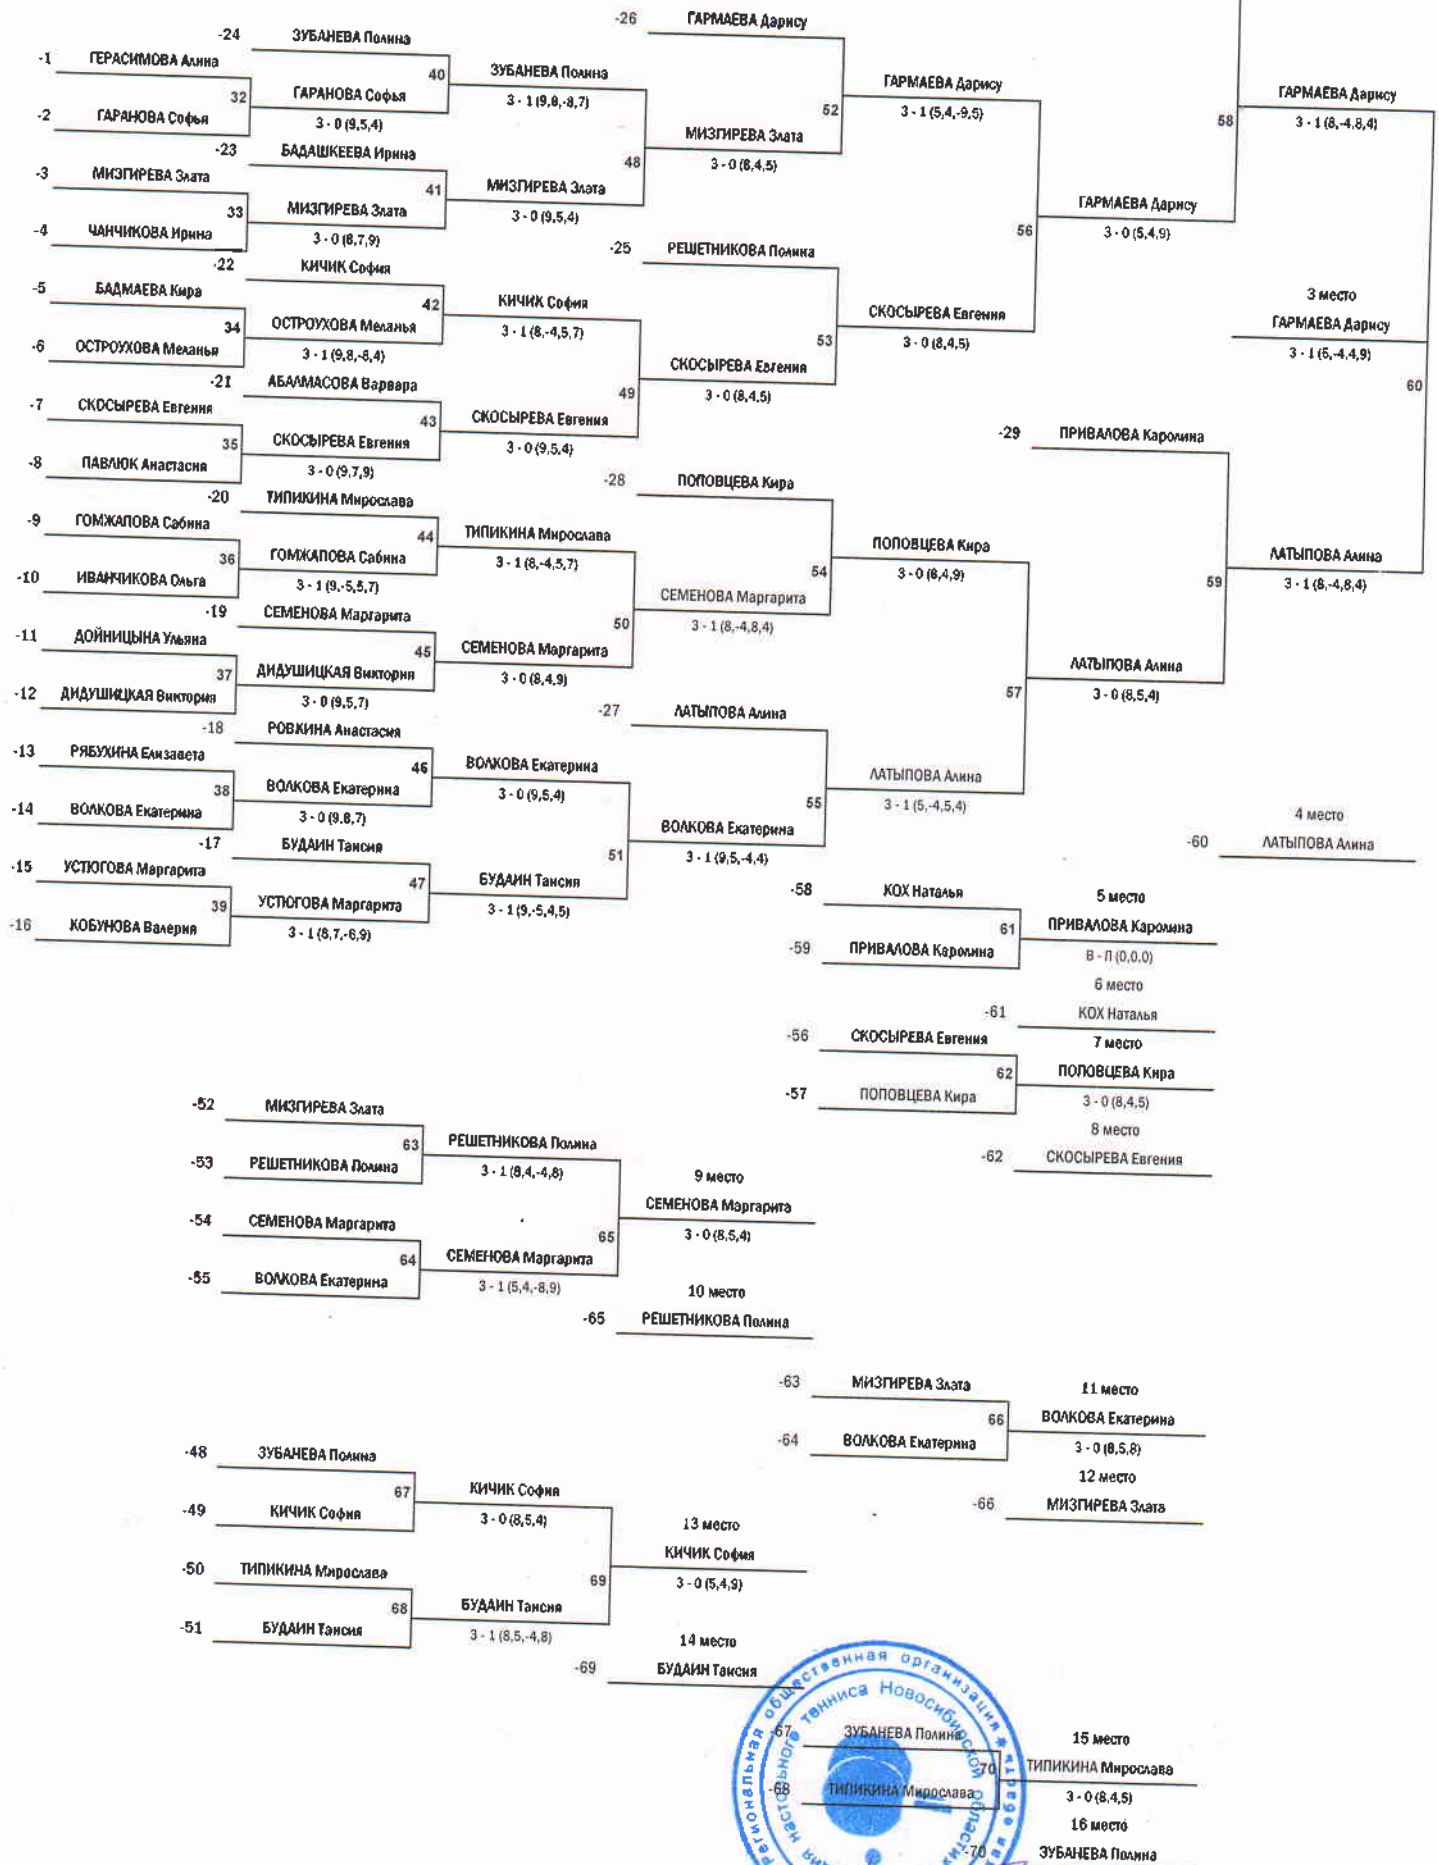 -26 ГАРМАЕВА Дарису
-24 ЗУБАНЕВА Полина
-1 ГЕРАСИМОВА Алина
40 ЗУБАНЕВА Полина
ГАРМАЕВА Дарису
ГАРМАЕВА Дарису
32 ГАРАНОВА Софья
3 - 1 (9,8,-8,7)
52 3 - 1 (5,4,-9,5)
58 3 - 1 (8,-4,8,4)
-2 ГАРАНОВА Софья
3 - 0 (9,5,4)
МИЗГИРЕВА Злата
-23 БАДАШКЕЕВА Ирина
48 3 - 0 (8,4,5)
-3 МИЗГИРЕВА Злата
41 МИЗГИРЕВА Злата
33 МИЗГИРЕВА Злата
3 - 0 (9,5,4)
ГАРМАЕВА Дарису
-4 ЧАНЧИКОВА Ирина
3 - 0 (8,7,9)
56 3 - 0 (5,4,9)
-22 КИЧИК София
-25 РЕШЕТНИКОВА Полина
-5 БАДМАЕВА Кира
42 КИЧИК София
3 место
34 ОСТРОУХОВА Меланья
3 - 1 (8,-4,5,7)
СКОСЫРЕВА Евгения
ГАРМАЕВА Дарису
-6 ОСТРОУХОВА Меланья
3 - 1 (9,8,-8,4)
53 3 - 0 (8,4,5)
3 - 1 (5,-4,4,9)
-21 АБАЛМАСОВА Варвара
СКОСЫРЕВА Евгения
60
-7 СКОСЫРЕВА Евгения
43 СКОСЫРЕВА Евгения
49 3 - 0 (8,4,5)
35 СКОСЫРЕВА Евгения
3 - 0 (9,5,4)
-29 ПРИВАЛОВА Каролина
-8 ПАВЛЮК Анастасия
3 - 0 (9,7,9)
-28 ПОПОВЦЕВА Кира
-20 ТИПИКИНА Мирослава
-9 ГОМЖАПОВА Сабина
44 ТИПИКИНА Мирослава
ПОПОВЦЕВА Кира
36 ГОМЖАПОВА Сабина
3 - 1 (8,-4,5,7)
54 3 - 0 (8,4,9)
ЛАТЫПОВА Алина
-10 ИВАНЧИКОВА Ольга
3 - 1 (9,-5,5,7)
СЕМЕНОВА Маргарита
59 3 - 1 (8,-4,8,4)
-19 СЕМЕНОВА Маргарита
50 3 - 1 (8,-4,8,4)
-11 ДОЙНИЦЫНА Ульяна
45 СЕМЕНОВА Маргарита
37 ДИДУШИЦКАЯ Виктория
3 - 0 (8,4,9)
ЛАТЫПОВА Алина
-12 ДИДУШИЦКАЯ Виктория
3 - 0 (9,5,7)
57 3 - 0 (8,5,4)
-18 РОВКИНА Анастасия
-27 ЛАТЫПОВА Алина
-13 РЯБУХИНА Елизавета
46 ВОЛКОВА Екатерина
38 ВОЛКОВА Екатерина
3 - 0 (9,5,4)
ЛАТЫПОВА Алина
-14 ВОЛКОВА Екатерина
3 - 0 (9,8,7)
55 3 - 1 (5,-4,5,4)
-17 БУДАИН Таисия
ВОЛКОВА Екатерина
4 место
-15 УСТЮГОВА Маргарита
51 3 - 1 (9,5,-4,4)
-60 ЛАТЫПОВА Алина
47 БУДАИН Таисия
39 УСТЮГОВА Маргарита
3 - 1 (9,-5,4,5)
-58 КОХ Наталья
5 место
-16 КОБУНОВА Валерия
3 - 1 (8,7,-6,9)
61 ПРИВАЛОВА Каролина
-59 ПРИВАЛОВА Каролина
В - П (0,0,0)
6 место
-61 КОХ Наталья
-56 СКОСЫРЕВА Евгения
7 место
62 ПОПОВЦЕВА Кира
-57 ПОПОВЦЕВА Кира
3 - 0 (8,4,5)
-52 МИЗГИРЕВА Злата
8 место
63 РЕШЕТНИКОВА Полина
-62 СКОСЫРЕВА Евгения
-53 РЕШЕТНИКОВА Полина
3 - 1 (8,4,-4,8)
9 место
СЕМЕНОВА Маргарита
-54 СЕМЕНОВА Маргарита
65 3 - 0 (8,5,4)
64 СЕМЕНОВА Маргарита
-55 ВОЛКОВА Екатерина
3 - 1 (5,4,-8,9)
10 место
-65 РЕШЕТНИКОВА Полина
-63 МИЗГИРЕВА Злата
11 место
66 ВОЛКОВА Екатерина
-64 ВОЛКОВА Екатерина
3 - 0 (8,5,8)
-48 ЗУБАНЕВА Полина
12 место
67 КИЧИК София
-66 МИЗГИРЕВА Злата
-49 КИЧИК София
3 - 0 (8,5,4)
13 место
КИЧИК София
-50 ТИПИКИНА Мирослава
69 3 - 0 (5,4,9)
68 БУДАИН Таисия
-51 БУДАИН Таисия
3 - 1 (8,5,-4,8)
14 место
-69 БУДАИН Таисия
региональная общественная организация
настольного тенниса Новосибирской области
-67 ЗУБАНЕВА Полина
15 место
70 ТИПИКИНА Мирослава
-68 ТИПИКИНА Мирослава
3 - 0 (8,4,5)
16 место
-70 ЗУБАНЕВА Полина